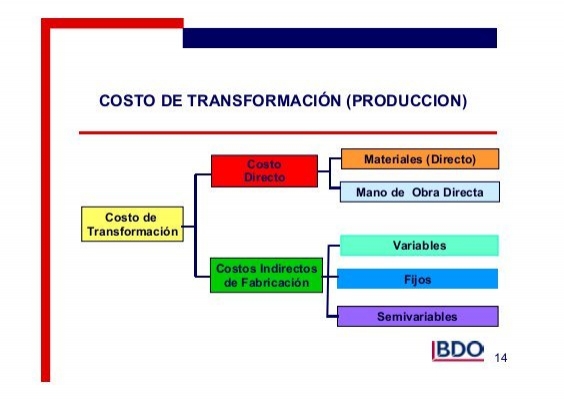 COSTO DE TRANSFORMACIÓN (PRODUCCION)
Costo
Directo
Materiales (Directo)
Mano de Obra Directa
Costo de
Transformación
Costos Indirectos
de Fabricación
Variables
Fijos
Semivariables
BDO
14